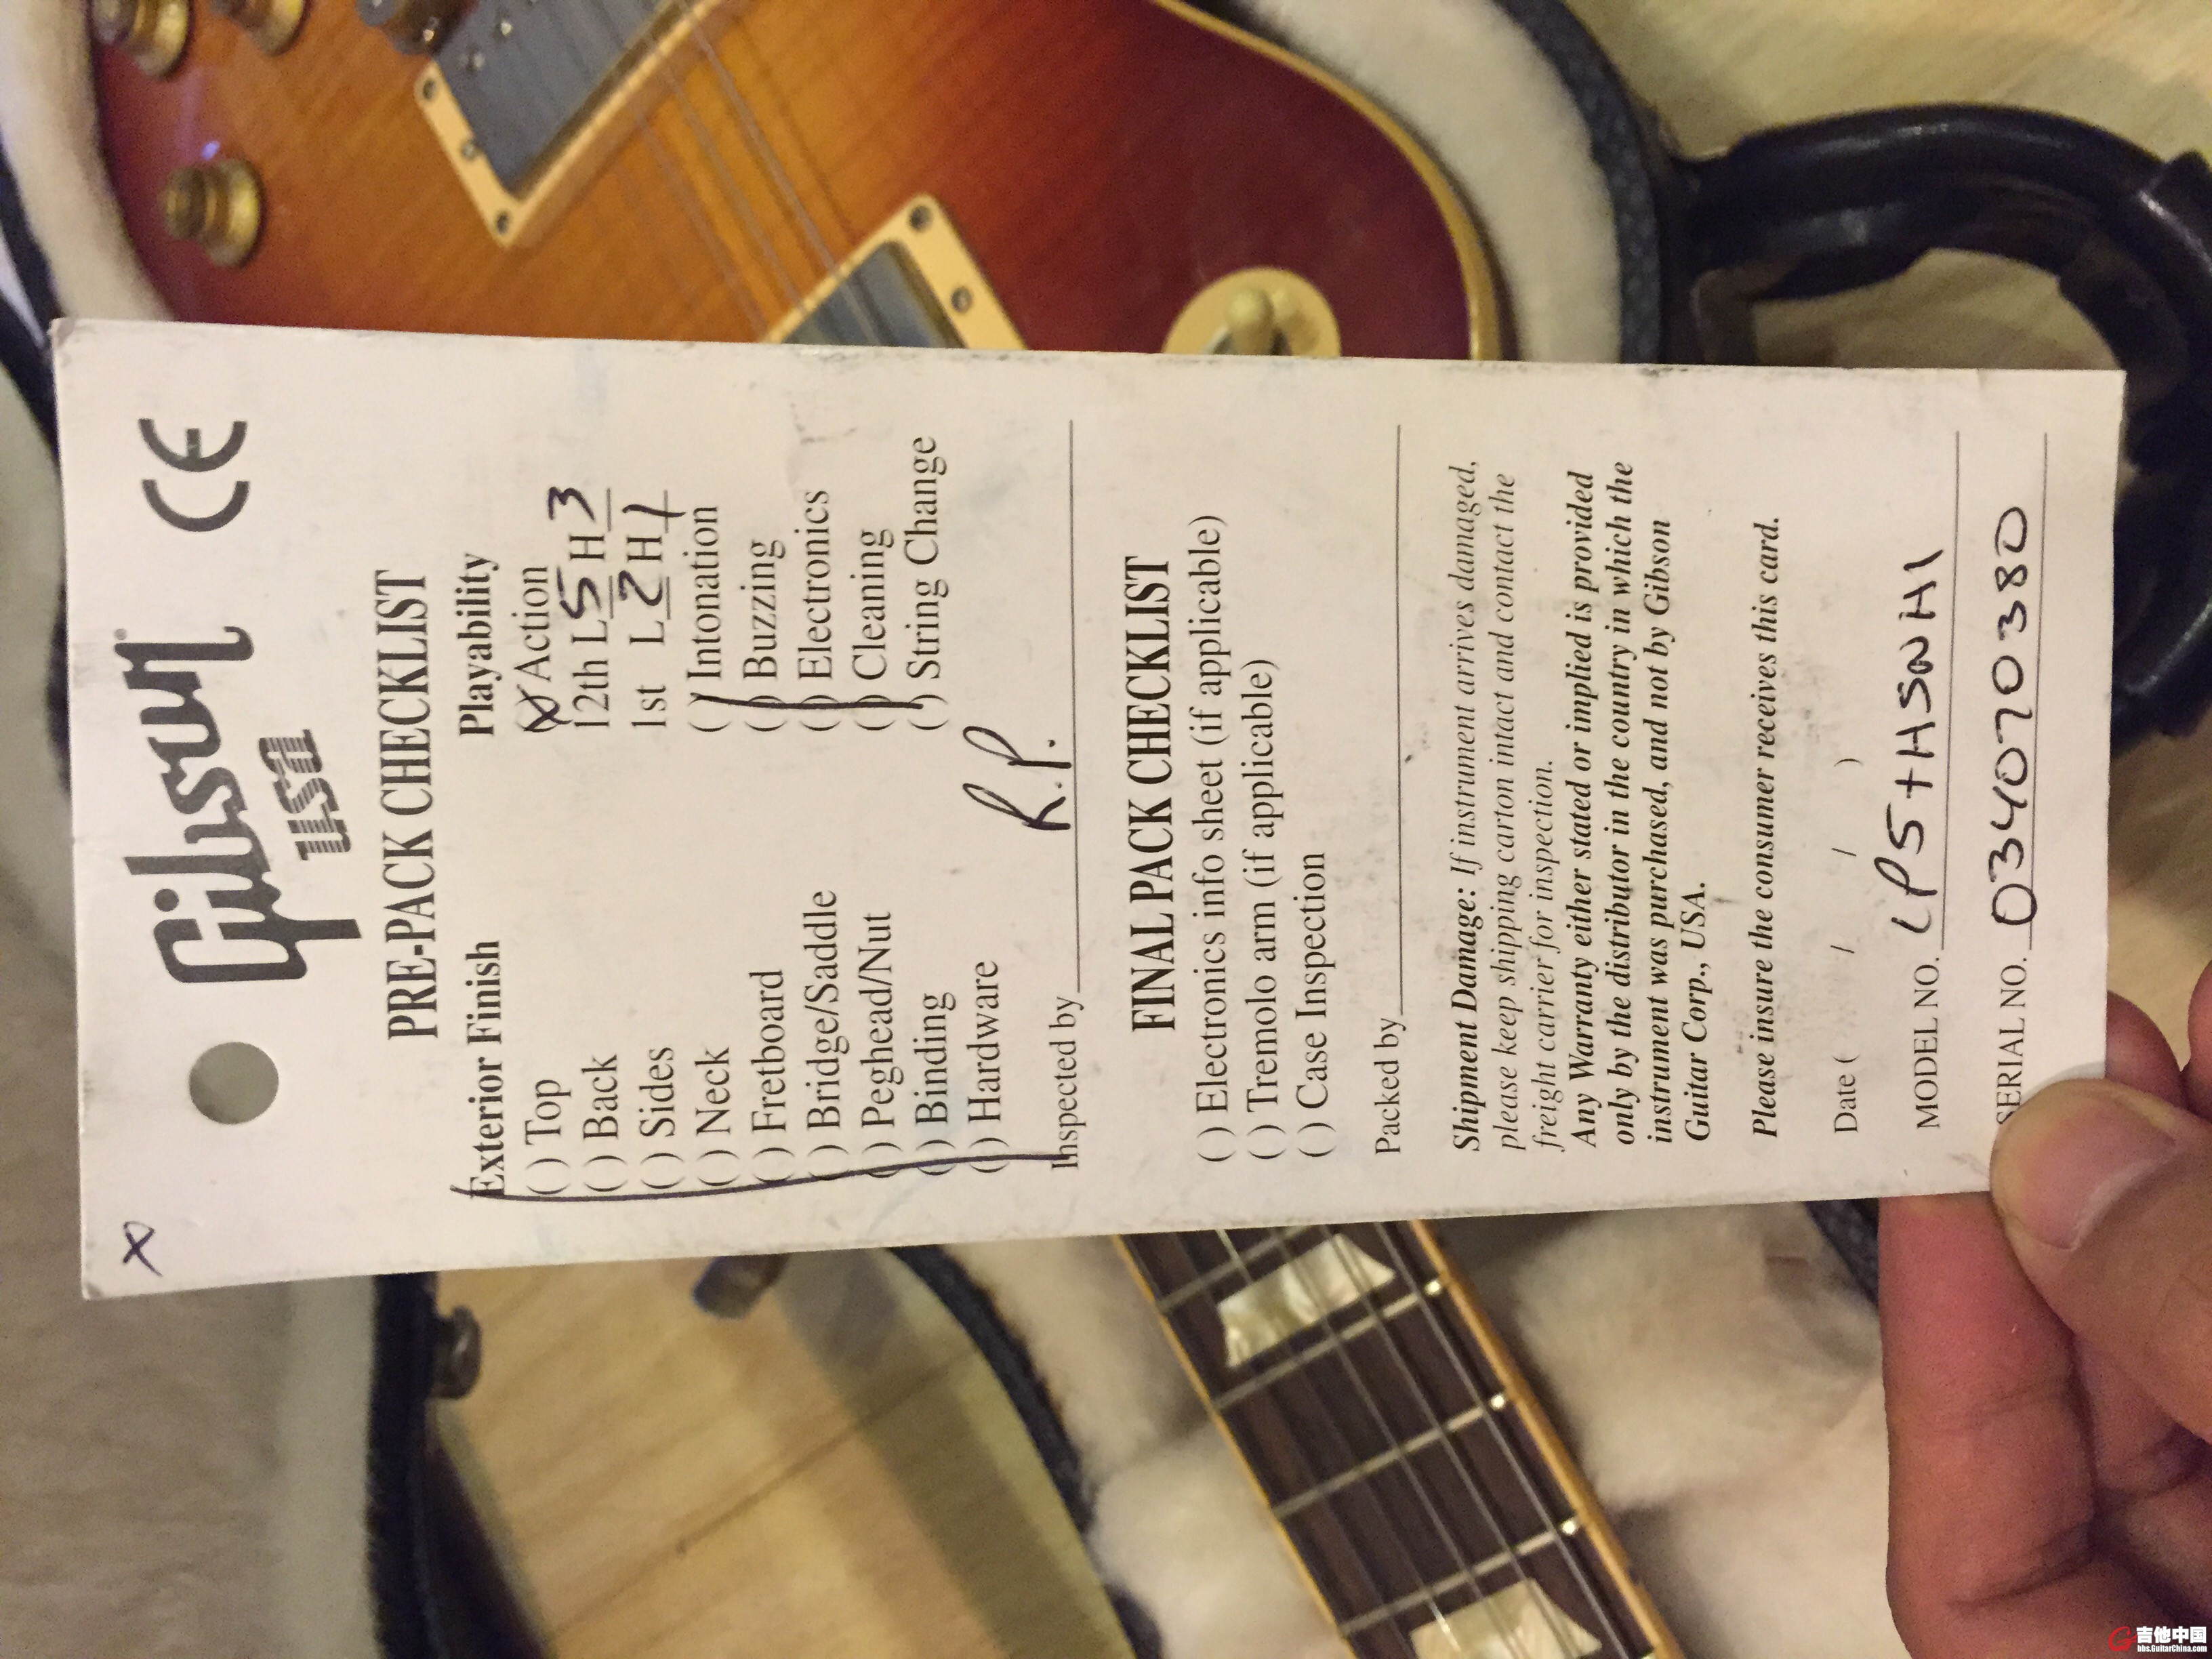 X
Gibson
USA
CE
PRE-PACK CHECKLIST
Exterior Finish
( ) Top
( ) Back
( ) Sides
( ) Neck
( ) Fretboard
( ) Bridge/Saddle
( ) Peghead/Nut
( ) Binding
( ) Hardware
Playability
(X) Action
12th L 5 H 3
1st L 2 H 1
( ) Intonation
( ) Buzzing
( ) Electronics
( ) Cleaning
( ) String Change
Inspected by R.P.
FINAL PACK CHECKLIST
( ) Electronics info sheet (if applicable)
( ) Tremolo arm (if applicable)
( ) Case Inspection
Packed by
Shipment Damage: If instrument arrives damaged,
please keep shipping carton intact and contact the
freight carrier for inspection.
Any Warranty either stated or implied is provided
only by the distributor in the country in which the
instrument was purchased, and not by Gibson
Guitar Corp., USA.
Please insure the consumer receives this card.
Date ( / / )
MODEL NO. LPS+HSNH1
SERIAL NO. 034070380
吉他中国
bbs.GuitarChina.com